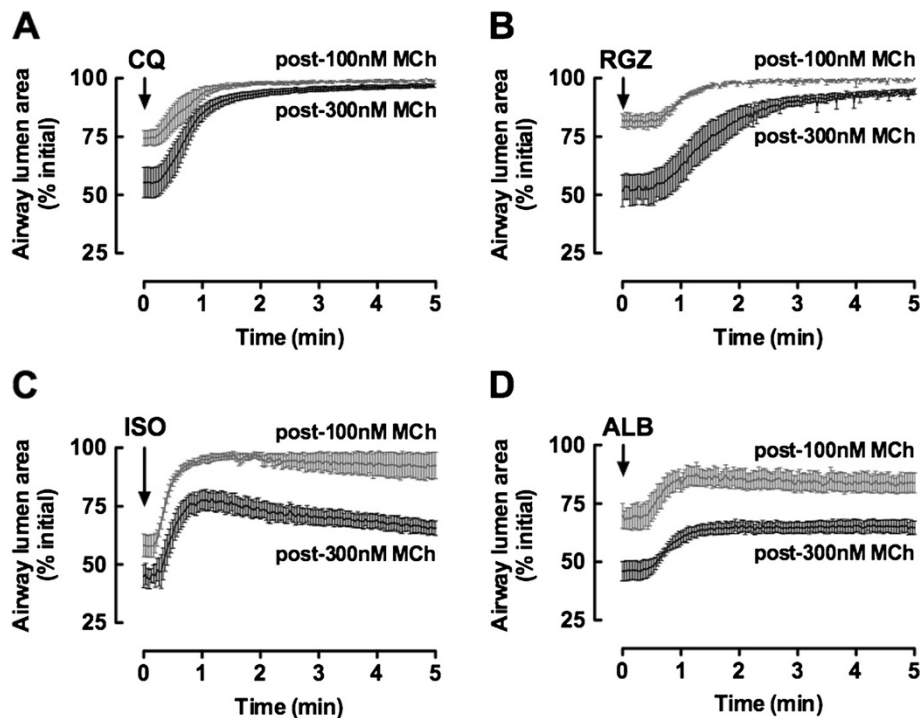 A
CQ
post-100nM MCh
post-300nM MCh
Airway lumen area
(% initial)
100
75
50
25
0 1 2 3 4 5
Time (min)
B
RGZ
post-100nM MCh
post-300nM MCh
Airway lumen area
(% initial)
100
75
50
25
0 1 2 3 4 5
Time (min)
C
ISO
post-100nM MCh
post-300nM MCh
Airway lumen area
(% initial)
100
75
50
25
0 1 2 3 4 5
Time (min)
D
ALB
post-100nM MCh
post-300nM MCh
Airway lumen area
(% initial)
100
75
50
25
0 1 2 3 4 5
Time (min)